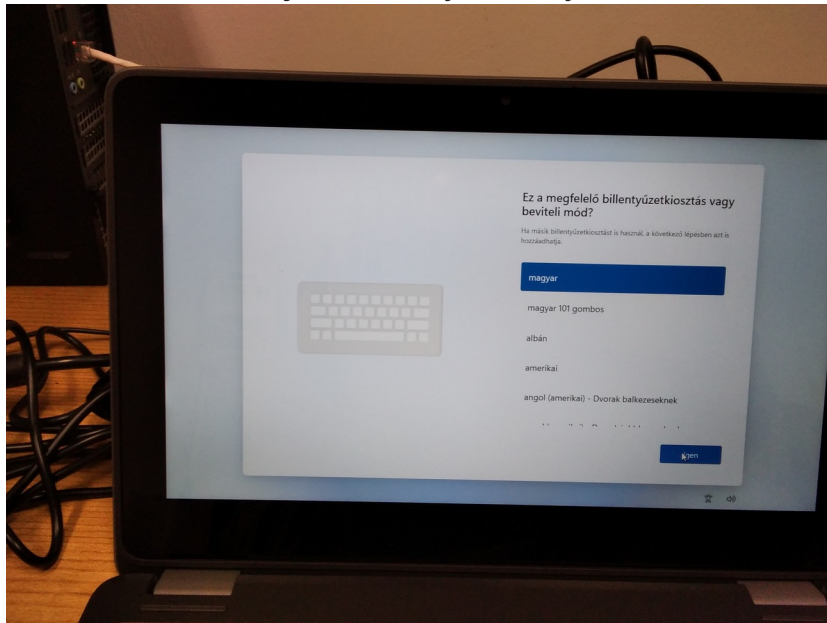 Ez a megfelelő billentyűzetkiosztás vagy
beviteli mód?
Ha másik billentyűzetkiosztást is használ, a következő lépésben azt is
hozzáadhatja.
magyar
magyar 101 gombos
albán
amerikai
angol (amerikai) - Dvorak balkezeseknek
Igen